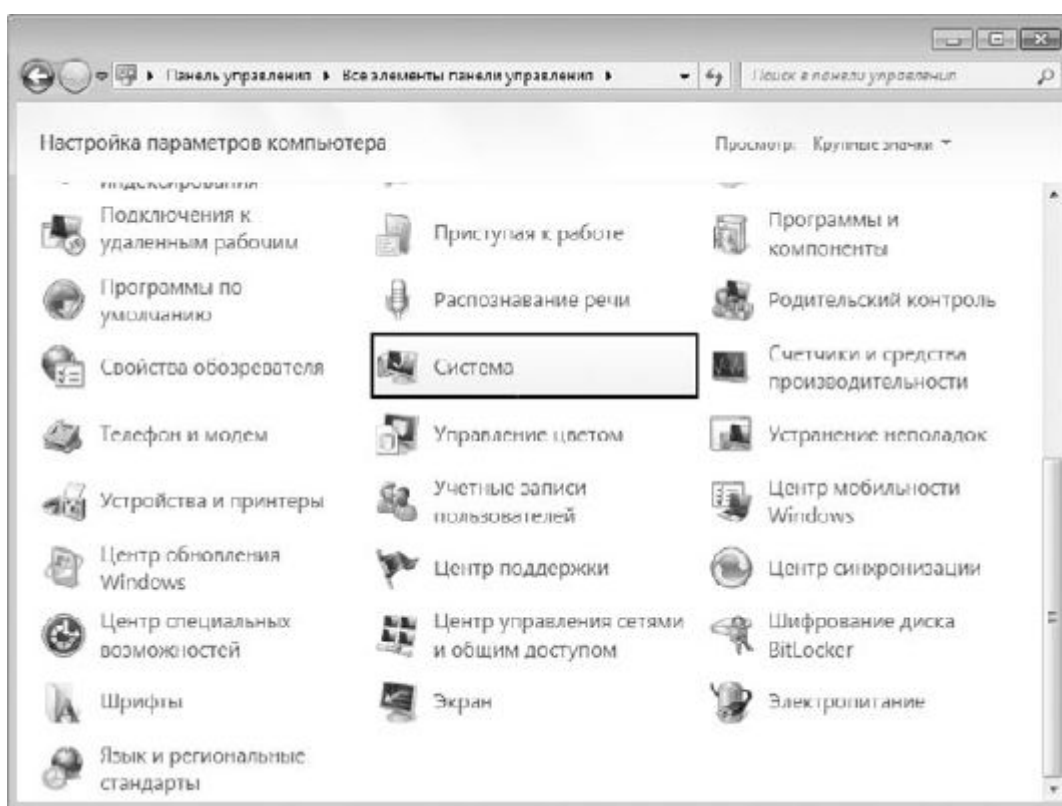 Панель управления ▸ Все элементы панели управления ▸
Поиск в панели управления
Настройка параметров компьютера
Просмотр: Крупные значки
индексирования
Подключения к
удаленным рабочим
Приступая к работе
Программы и
компоненты
Программы по
умолчанию
Распознавание речи
Родительский контроль
Свойства обозревателя
Система
Счетчики и средства
производительности
Телефон и модем
Управление цветом
Устранение неполадок
Устройства и принтеры
Учетные записи
пользователей
Центр мобильности
Windows
Центр обновления
Windows
Центр поддержки
Центр синхронизации
Центр специальных
возможностей
Центр управления сетями
и общим доступом
Шифрование диска
BitLocker
Шрифты
Экран
Электропитание
Язык и региональные
стандарты